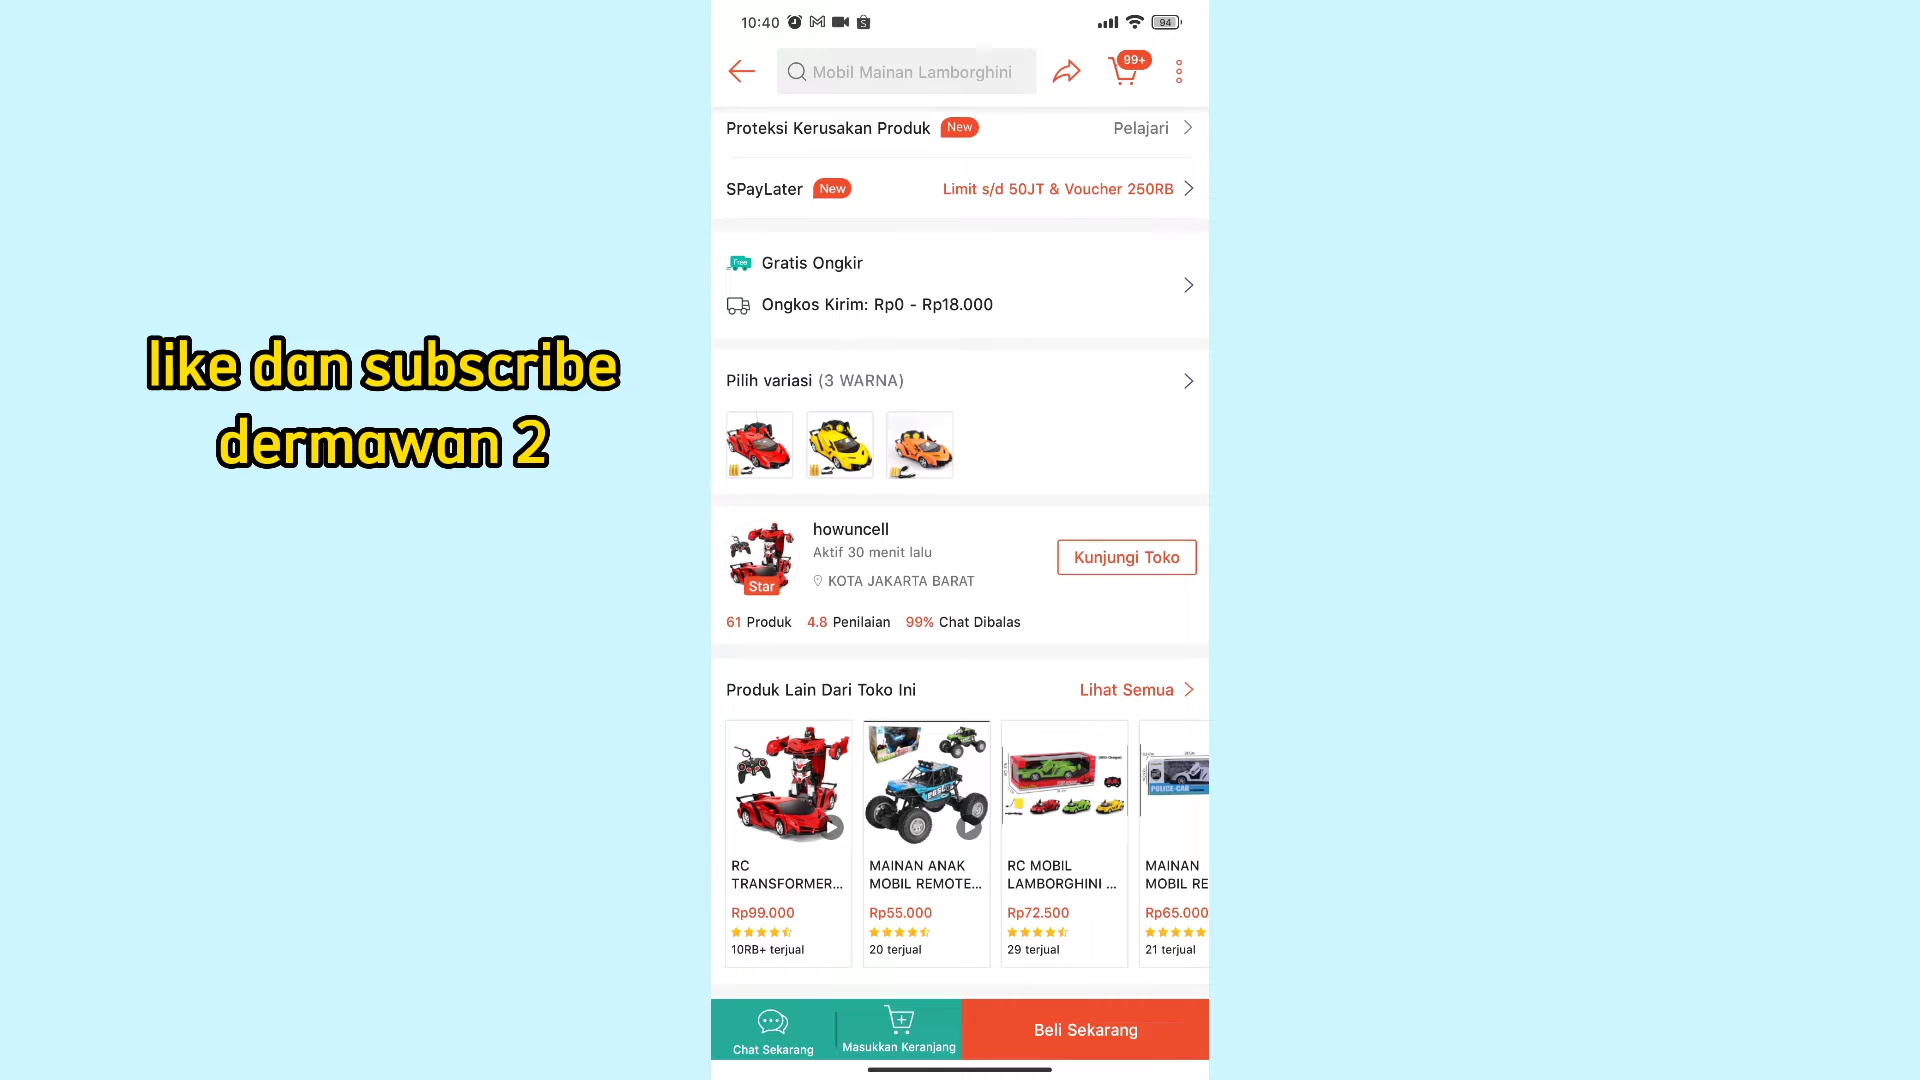 10:40
94
Mobil Mainan Lamborghini
99+
Proteksi Kerusakan Produk New Pelajari
SPayLater New Limit s/d 50JT & Voucher 250RB
Free Gratis Ongkir
Ongkos Kirim: Rp0 - Rp18.000
like dan subscribe
dermawan 2
Pilih variasi (3 WARNA)
howuncell
Aktif 30 menit lalu
Kunjungi Toko
KOTA JAKARTA BARAT
Star
61 Produk 4.8 Penilaian 99% Chat Dibalas
Produk Lain Dari Toko Ini Lihat Semua
POLICE-CAR
RC
TRANSFORMER...
Rp99.000
10RB+ terjual
MAINAN ANAK
MOBIL REMOTE...
Rp55.000
20 terjual
RC MOBIL
LAMBORGHINI ...
Rp72.500
29 terjual
MAINAN
MOBIL RE
Rp65.000
21 terjual
Chat Sekarang
Masukkan Keranjang
Beli Sekarang